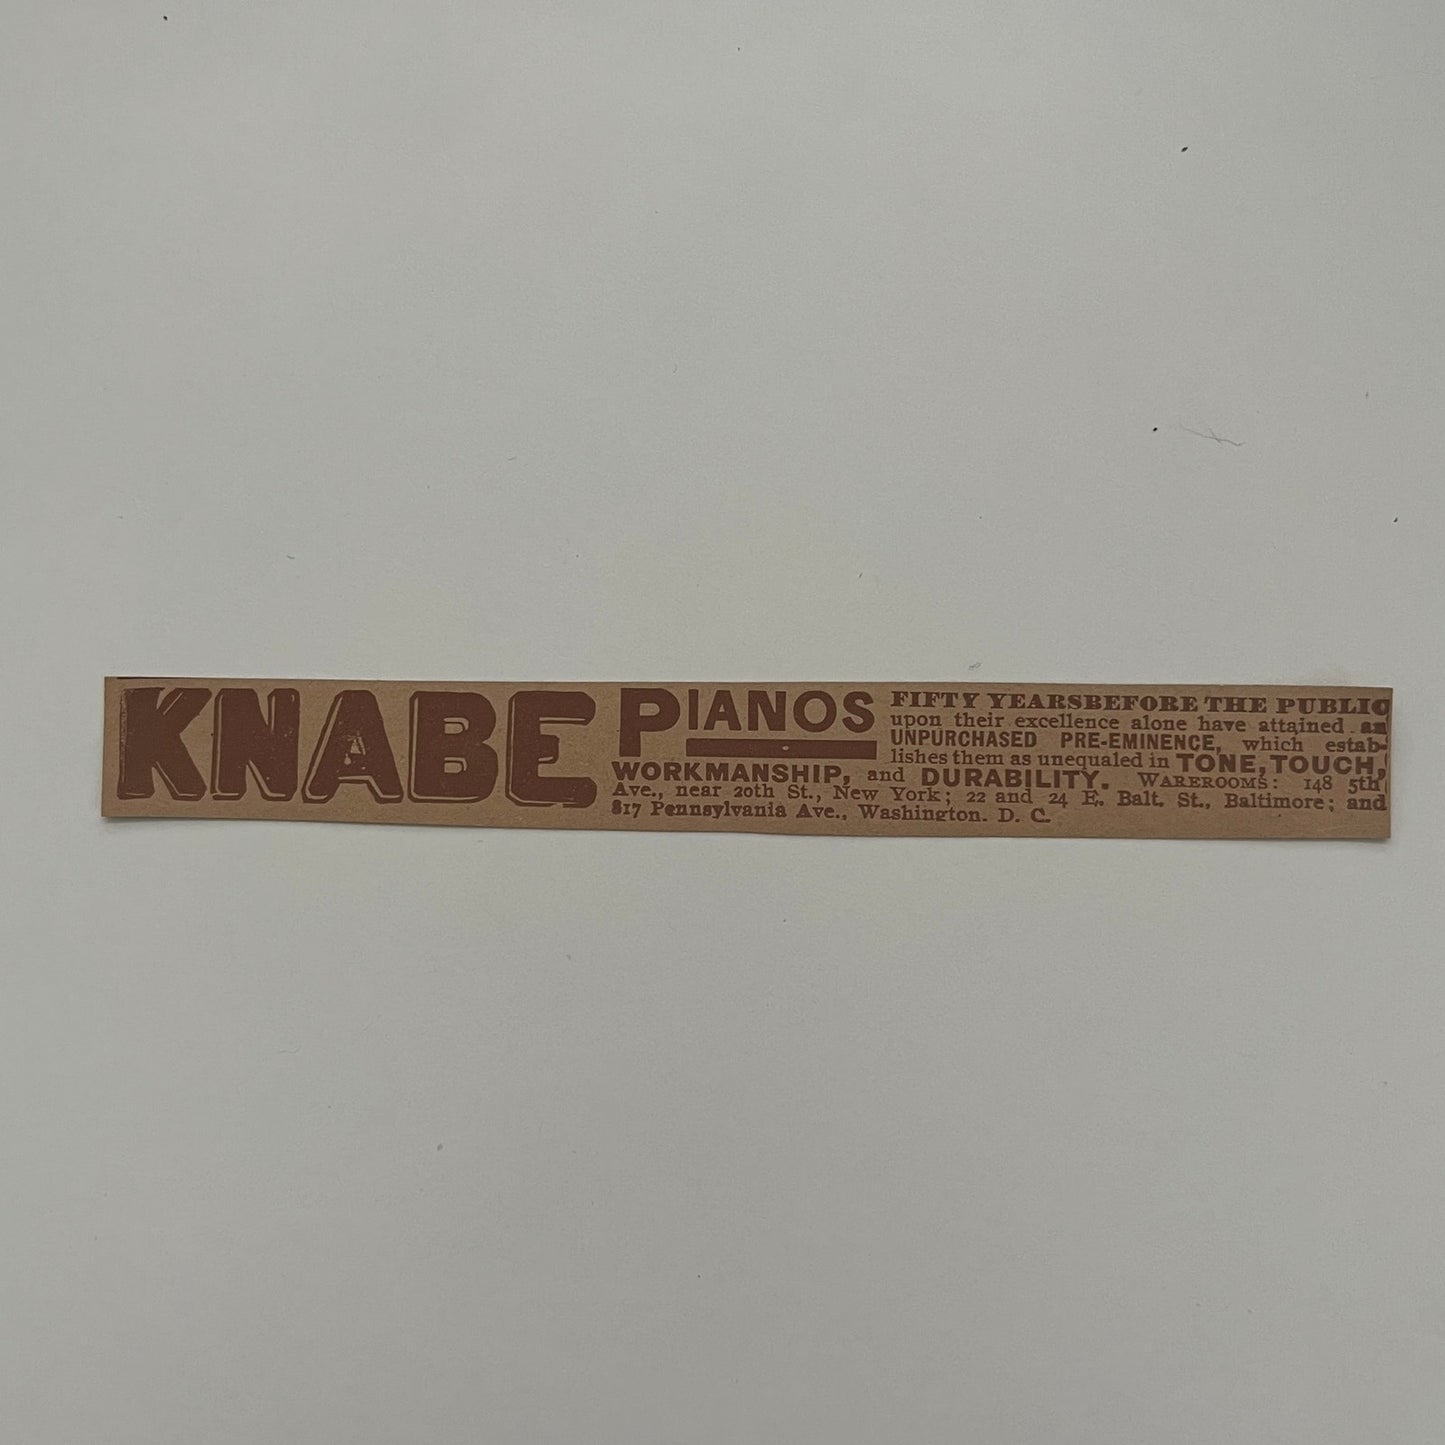 KNABE PIANOS
FIFTY YEARS BEFORE THE PUBLIC
upon their excellence alone have attained an
UNPURCHASED PRE-EMINENCE, which estab-
lishes them as unequaled in TONE, TOUCH,
WORKMANSHIP, and DURABILITY. WAREROOMS: 148 5th
Ave., near 20th St., New York; 22 and 24 E. Balt. St., Baltimore; and
817 Pennsylvania Ave., Washington. D. C.